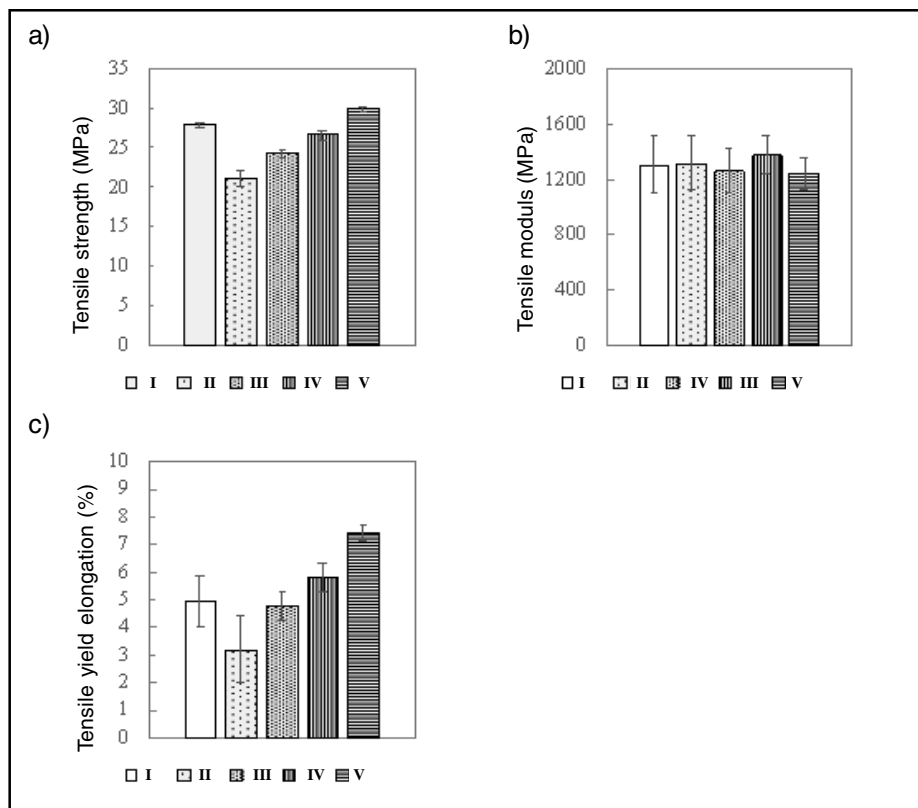 a)
Tensile strength (MPa)
35
30
25
20
15
10
5
0
I II III IV V
b)
Tensile moduls (MPa)
2000
1600
1200
800
400
0
I II IV III V
c)
Tensile yield elongation (%)
10
9
8
7
6
5
4
3
2
1
0
I II III IV V